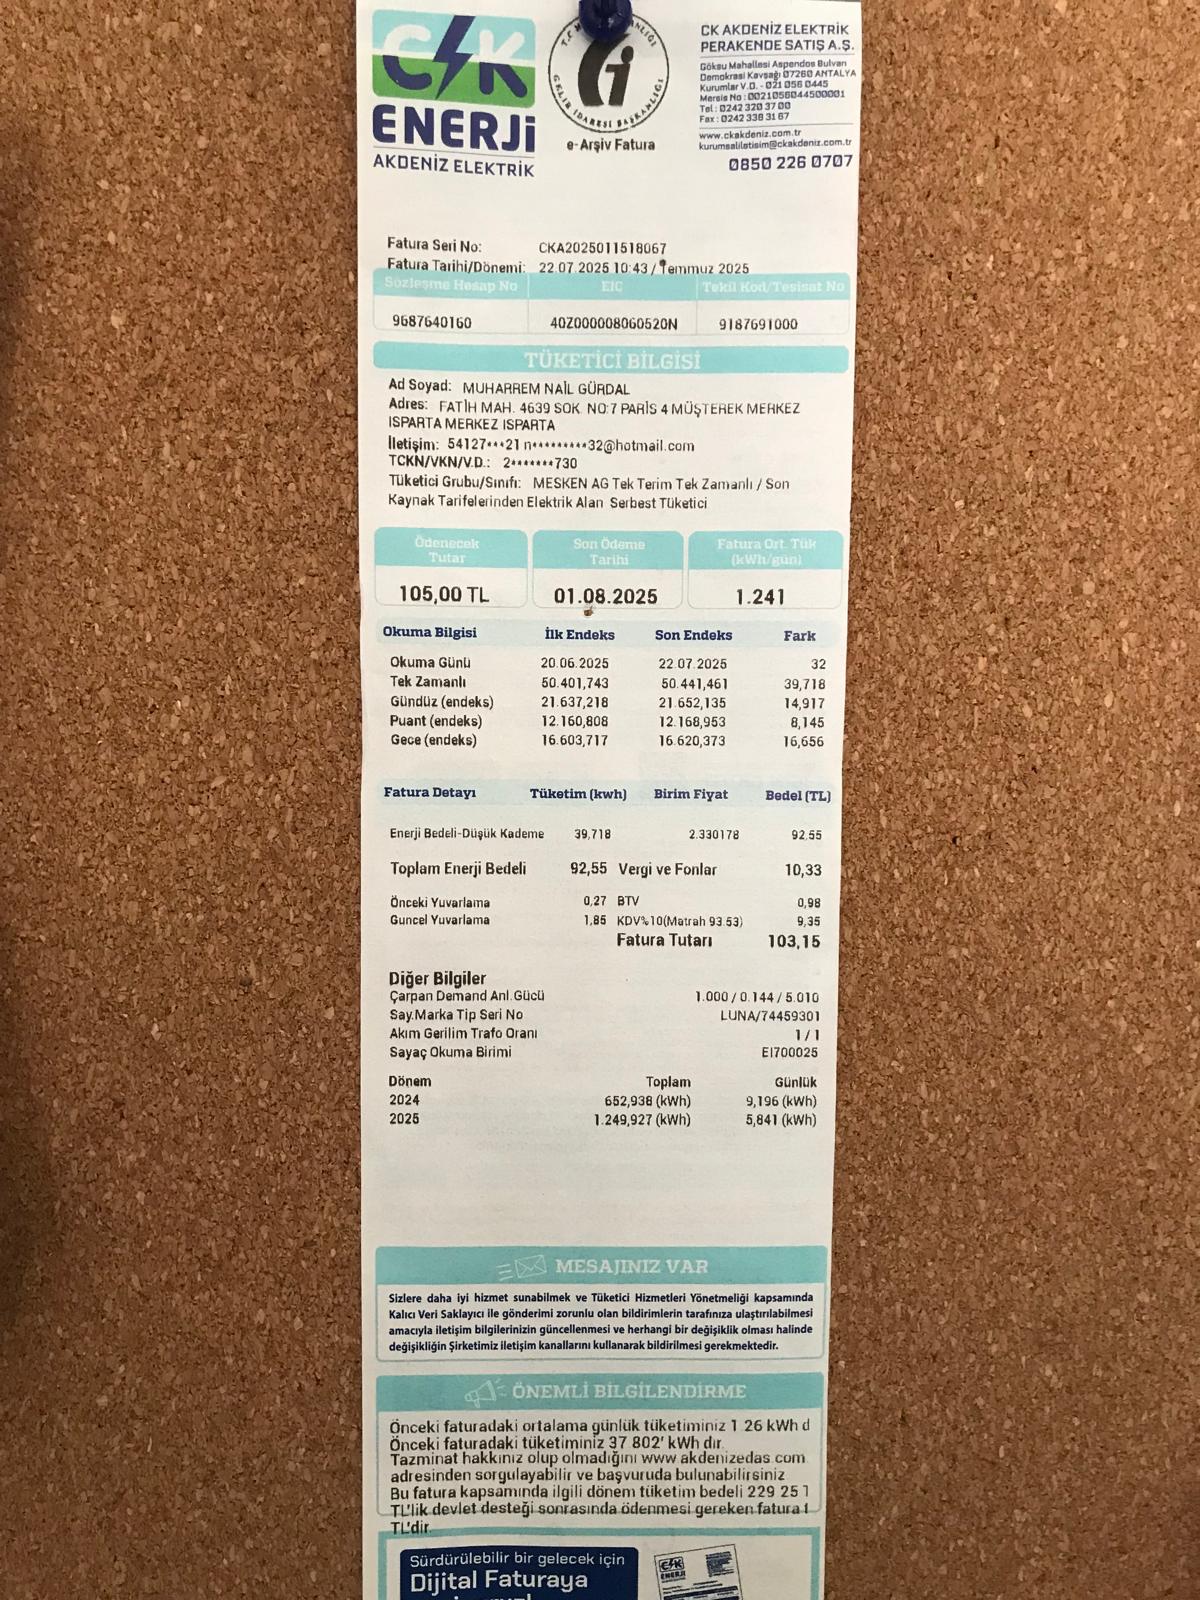 CK
ENERJi
AKDENİZ ELEKTRİK
GELİR İDARESİ BAŞKANLIĞI
e-Arşiv Fatura
CK AKDENİZ ELEKTRİK
PERAKENDE SATIŞ A.Ş.
Göksu Mahallesi Aspendos Bulvarı
Demokrasi Kavşağı 07260 ANTALYA
Kurumlar V.D. - 021 056 0445
Mersis No : 0021056044500001
Tel : 0242 320 37 00
Fax : 0242 338 31 67
www.ckakdeniz.com.tr
kurumsaliletisim@ckakdeniz.com.tr
0850 226 0707
Fatura Seri No: CKA2025011518067
Fatura Tarihi/Dönemi: 22.07.2025 10:43 / Temmuz 2025
Sözleşme Hesap No EIC Tekil Kod/Tesisat No
9687640160 40Z000008060520N 9187691000
TÜKETİCİ BİLGİSİ
Ad Soyad: MUHARREM NAİL GÜRDAL
Adres: FATİH MAH. 4639 SOK. NO:7 PARİS 4 MÜŞTEREK MERKEZ
ISPARTA MERKEZ ISPARTA
İletişim: 54127***21 n*********32@hotmail.com
TCKN/VKN/V.D.: 2*******730
Tüketici Grubu/Sınıfı: MESKEN AG Tek Terim Tek Zamanlı / Son
Kaynak Tarifelerinden Elektrik Alan Serbest Tüketici
Ödenecek Tutar Son Ödeme Tarihi Fatura Ort. Tük (kWh/gün)
105,00 TL 01.08.2025 1.241
Okuma Bilgisi İlk Endeks Son Endeks Fark
Okuma Günü 20.06.2025 22.07.2025 32
Tek Zamanlı 50.401,743 50.441,461 39,718
Gündüz (endeks) 21.637,218 21.652,135 14,917
Puant (endeks) 12.160,808 12.168,953 8,145
Gece (endeks) 16.603,717 16.620,373 16,656
Fatura Detayı Tüketim (kwh) Birim Fiyat Bedel (TL)
Enerji Bedeli-Düşük Kademe 39,718 2.330178 92,55
Toplam Enerji Bedeli 92,55 Vergi ve Fonlar 10,33
Önceki Yuvarlama 0,27 BTV 0,98
Guncel Yuvarlama 1,85 KDV%10(Matrah 93.53) 9,35
Fatura Tutarı 103,15
Diğer Bilgiler
Çarpan Demand Anl.Gücü 1.000 / 0.144 / 5.010
Say.Marka Tip Seri No LUNA/74459301
Akım Gerilim Trafo Oranı 1 / 1
Sayaç Okuma Birimi EI700025
Dönem Toplam Günlük
2024 652,938 (kWh) 9,196 (kWh)
2025 1.249,927 (kWh) 5,841 (kWh)
MESAJINIZ VAR
Sizlere daha iyi hizmet sunabilmek ve Tüketici Hizmetleri Yönetmeliği kapsamında
Kalıcı Veri Saklayıcı ile gönderimi zorunlu olan bildirimlerin tarafınıza ulaştırılabilmesi
amacıyla iletişim bilgilerinizin güncellenmesi ve herhangi bir değişiklik olması halinde
değişikliğin Şirketimiz iletişim kanallarını kullanarak bildirilmesi gerekmektedir.
ÖNEMLİ BİLGİLENDİRME
Önceki faturadaki ortalama günlük tüketiminiz 1 26 kWh d
Önceki faturadaki tüketiminiz 37 802' kWh dır.
Tazminat hakkınız olup olmadığını www akdenizedas com
adresinden sorgulayabilir ve başvuruda bulunabilirsiniz
Bu fatura kapsamında ilgili dönem tüketim bedeli 229 25 T
TL'lik devlet desteği sonrasında ödenmesi gereken fatura t
TL'dir.
Sürdürülebilir bir gelecek için
Dijital Faturaya